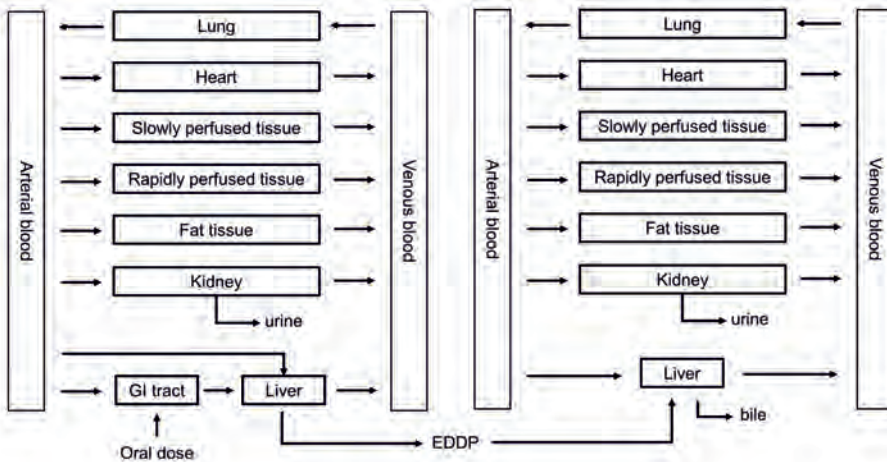 Lung
Heart
Slowly perfused tissue
Rapidly perfused tissue
Fat tissue
Kidney
urine
GI tract
Liver
Oral dose
Arterial blood
Venous blood
EDDP
Lung
Heart
Slowly perfused tissue
Rapidly perfused tissue
Fat tissue
Kidney
urine
Liver
bile
Arterial blood
Venous blood